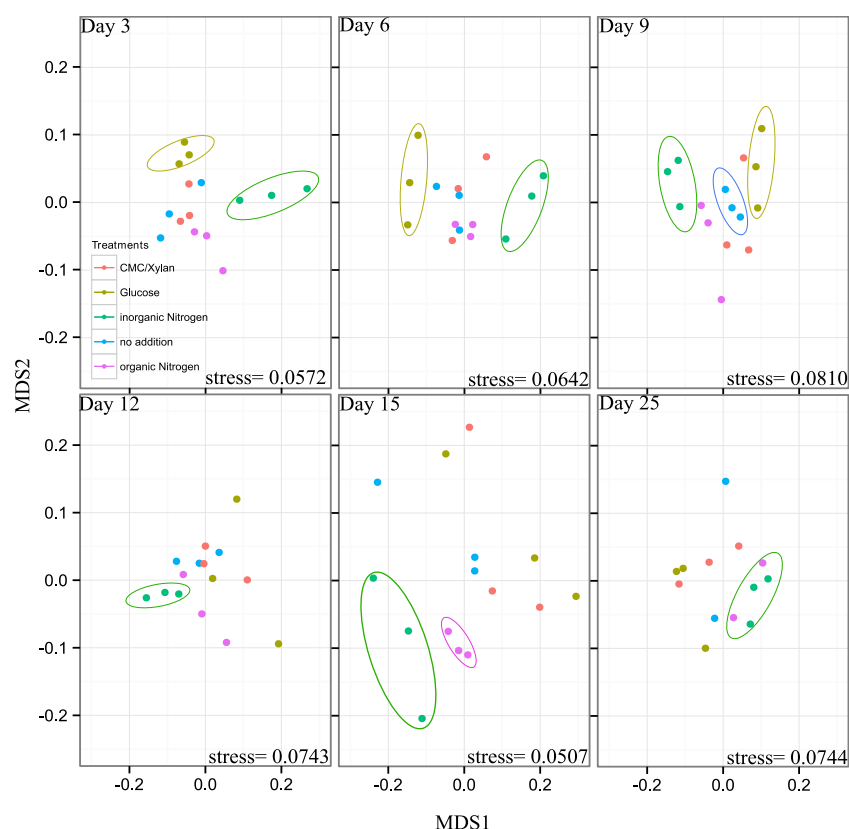 Day 3
Day 6
Day 9
0.2
0.1
0.0
-0.1
-0.2
Treatments
CMC/Xylan
Glucose
inorganic Nitrogen
no addition
organic Nitrogen
stress= 0.0572
stress= 0.0642
stress= 0.0810
MDS2
Day 12
Day 15
Day 25
0.2
0.1
0.0
-0.1
-0.2
stress= 0.0743
stress= 0.0507
stress= 0.0744
-0.2 0.0 0.2 -0.2 0.0 0.2 -0.2 0.0 0.2
MDS1